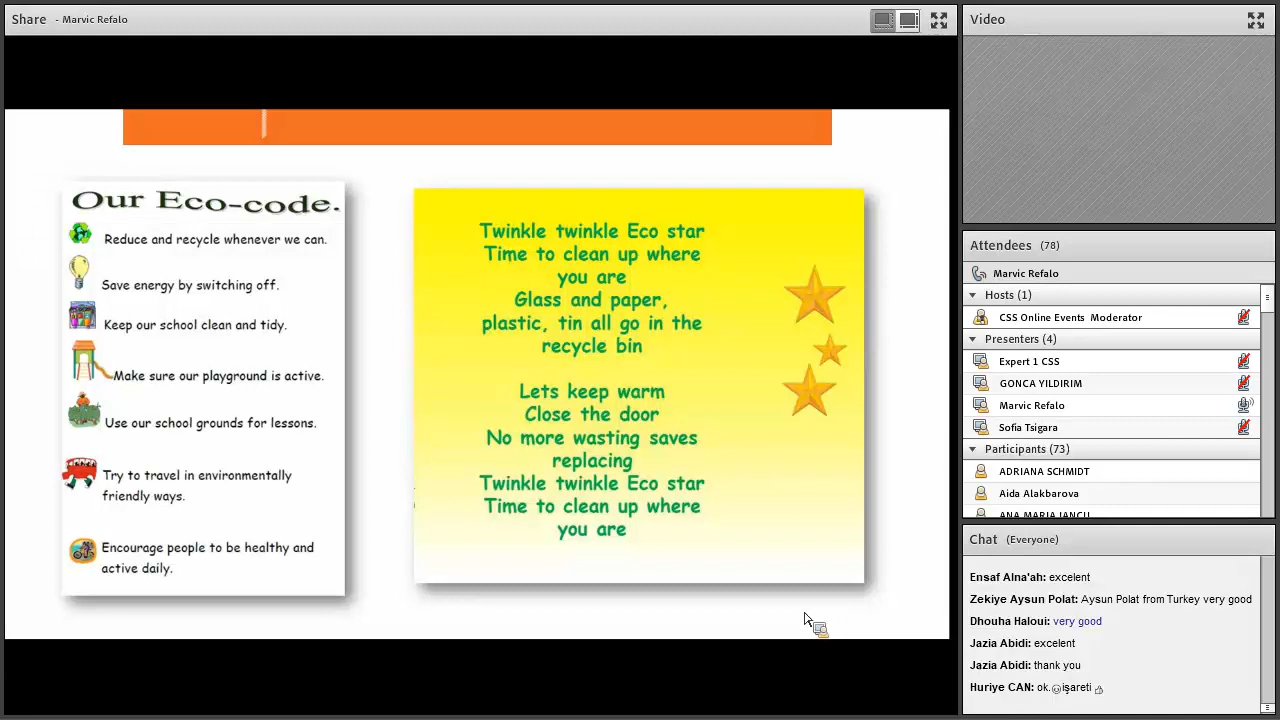 Share - Marvic Refalo
Our Eco-code.
Reduce and recycle whenever we can.
Save energy by switching off.
Keep our school clean and tidy.
Make sure our playground is active.
Use our school grounds for lessons.
Try to travel in environmentally
friendly ways.
Encourage people to be healthy and
active daily.
Twinkle twinkle Eco star
Time to clean up where
you are
Glass and paper,
plastic, tin all go in the
recycle bin
Lets keep warm
Close the door
No more wasting saves
replacing
Twinkle twinkle Eco star
Time to clean up where
you are
Video
Attendees (78)
Marvic Refalo
Hosts (1)
CSS Online Events Moderator
Presenters (4)
Expert 1 CSS
GONCA YILDIRIM
Marvic Refalo
Sofia Tsigara
Participants (73)
ADRIANA SCHMIDT
Aida Alakbarova
ANA MARIA IANCU
Chat (Everyone)
Ensaf Alna'ah: excelent
Zekiye Aysun Polat: Aysun Polat from Turkey very good
Dhouha Haloui: very good
Jazia Abidi: excelent
Jazia Abidi: thank you
Huriye CAN: ok.☺işareti 👍